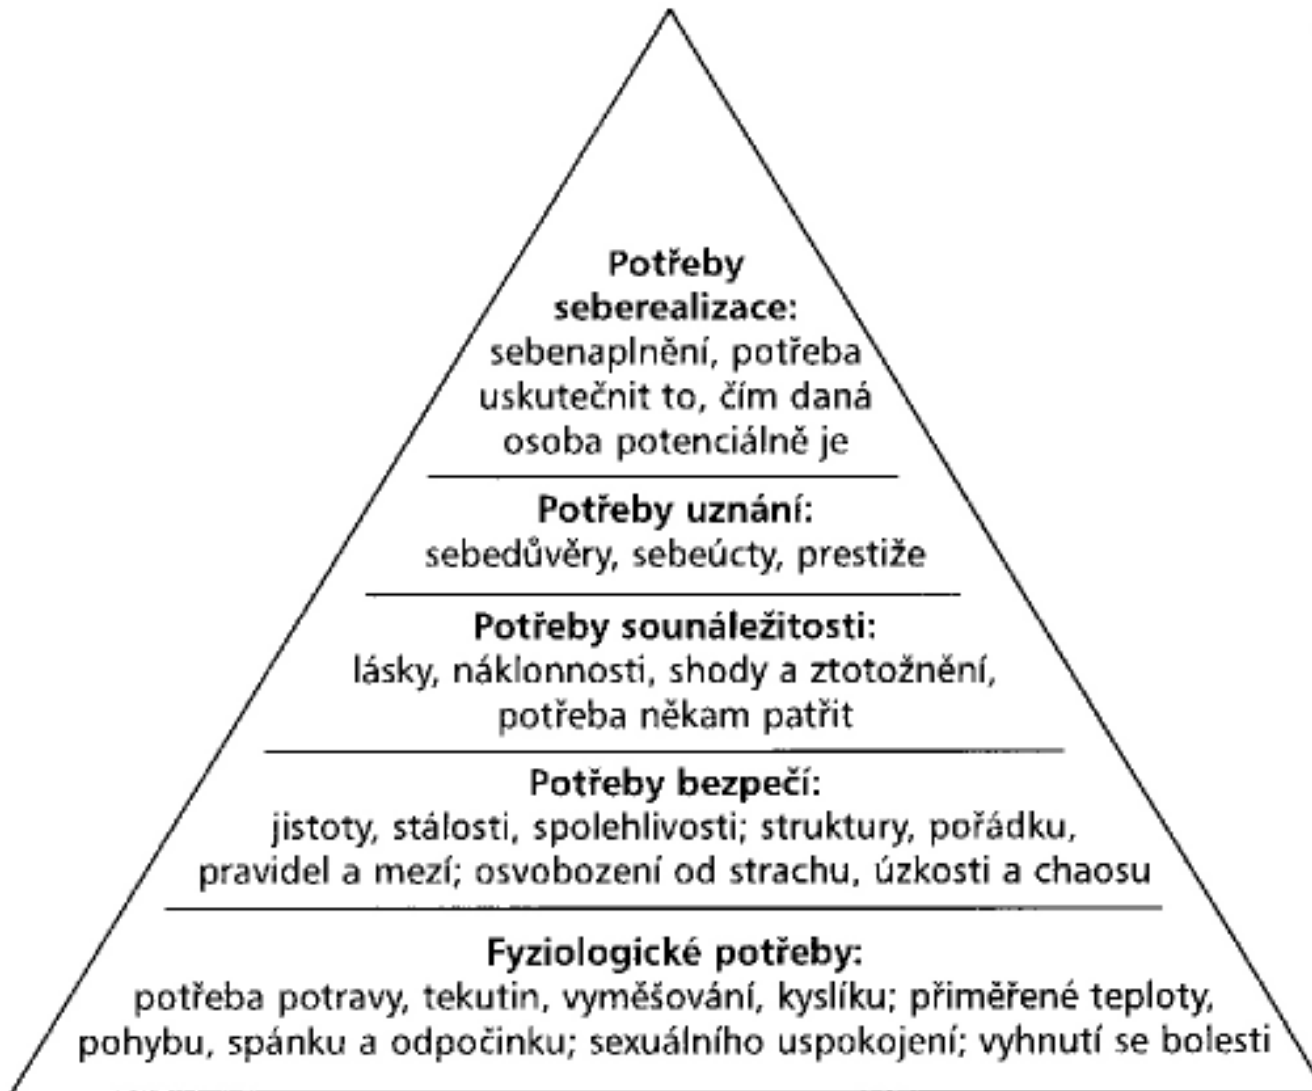 Potřeby
seberealizace:
sebenaplnění, potřeba
uskutečnit to, čím daná
osoba potenciálně je
Potřeby uznání:
sebedůvěry, sebeúcty, prestiže
Potřeby sounáležitosti:
lásky, náklonnosti, shody a ztotožnění,
potřeba někam patřit
Potřeby bezpečí:
jistoty, stálosti, spolehlivosti; struktury, pořádku,
pravidel a mezí; osvobození od strachu, úzkosti a chaosu
Fyziologické potřeby:
potřeba potravy, tekutin, vyměšování, kyslíku; přiměřené teploty,
pohybu, spánku a odpočinku; sexuálního uspokojení; vyhnutí se bolesti